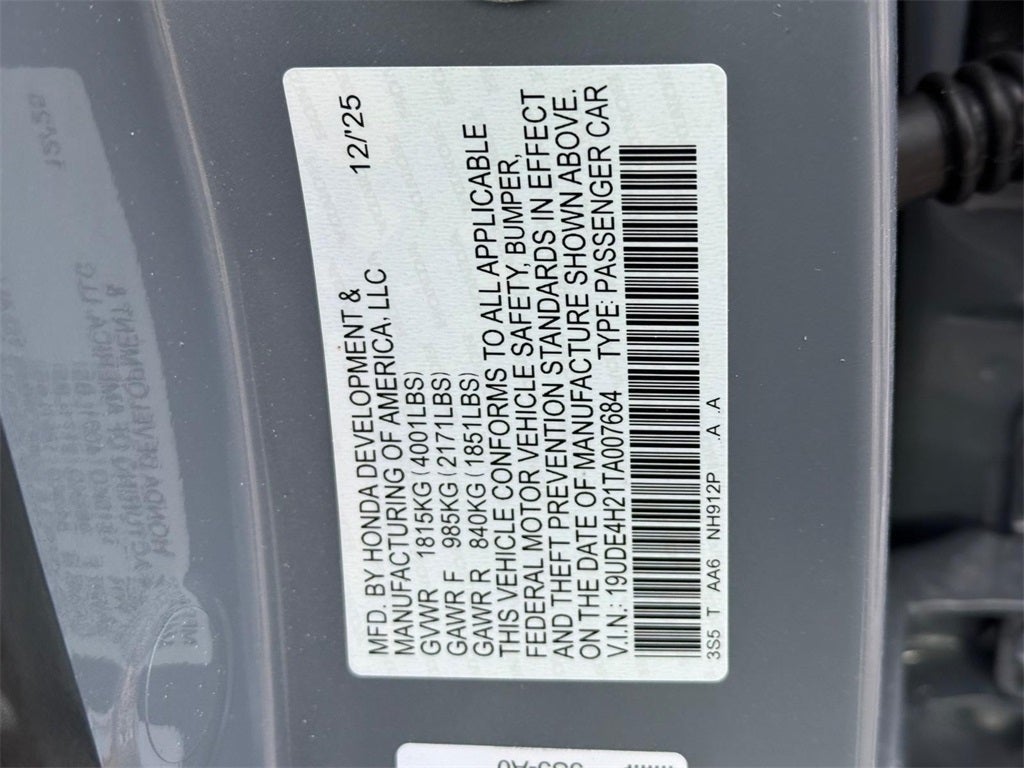 MFD. BY HONDA DEVELOPMENT & 12/'25
MANUFACTURING OF AMERICA, LLC
GVWR 1815KG (4001LBS)
GAWR F 985KG (2171LBS)
GAWR R 840KG (1851LBS)
THIS VEHICLE CONFORMS TO ALL APPLICABLE
FEDERAL MOTOR VEHICLE SAFETY, BUMPER,
AND THEFT PREVENTION STANDARDS IN EFFECT
ON THE DATE OF MANUFACTURE SHOWN ABOVE.
V.I.N.: 19UDE4H21TA007684 TYPE: PASSENGER CAR
3S5 T AA6 NH912P .A .A